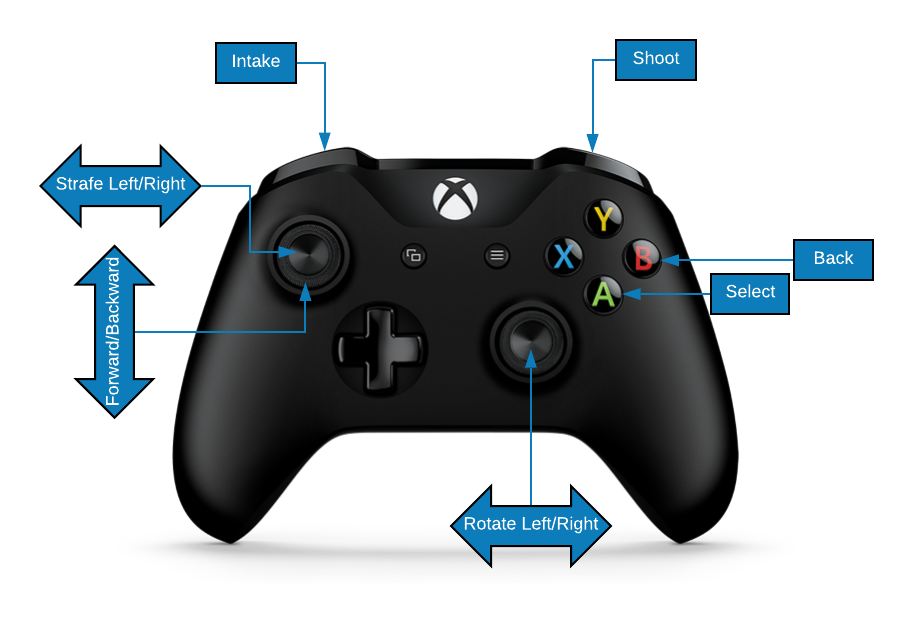 Intake
Shoot
Strafe Left/Right
Y
X
B
Back
A
Select
Forward/Backward
Rotate Left/Right